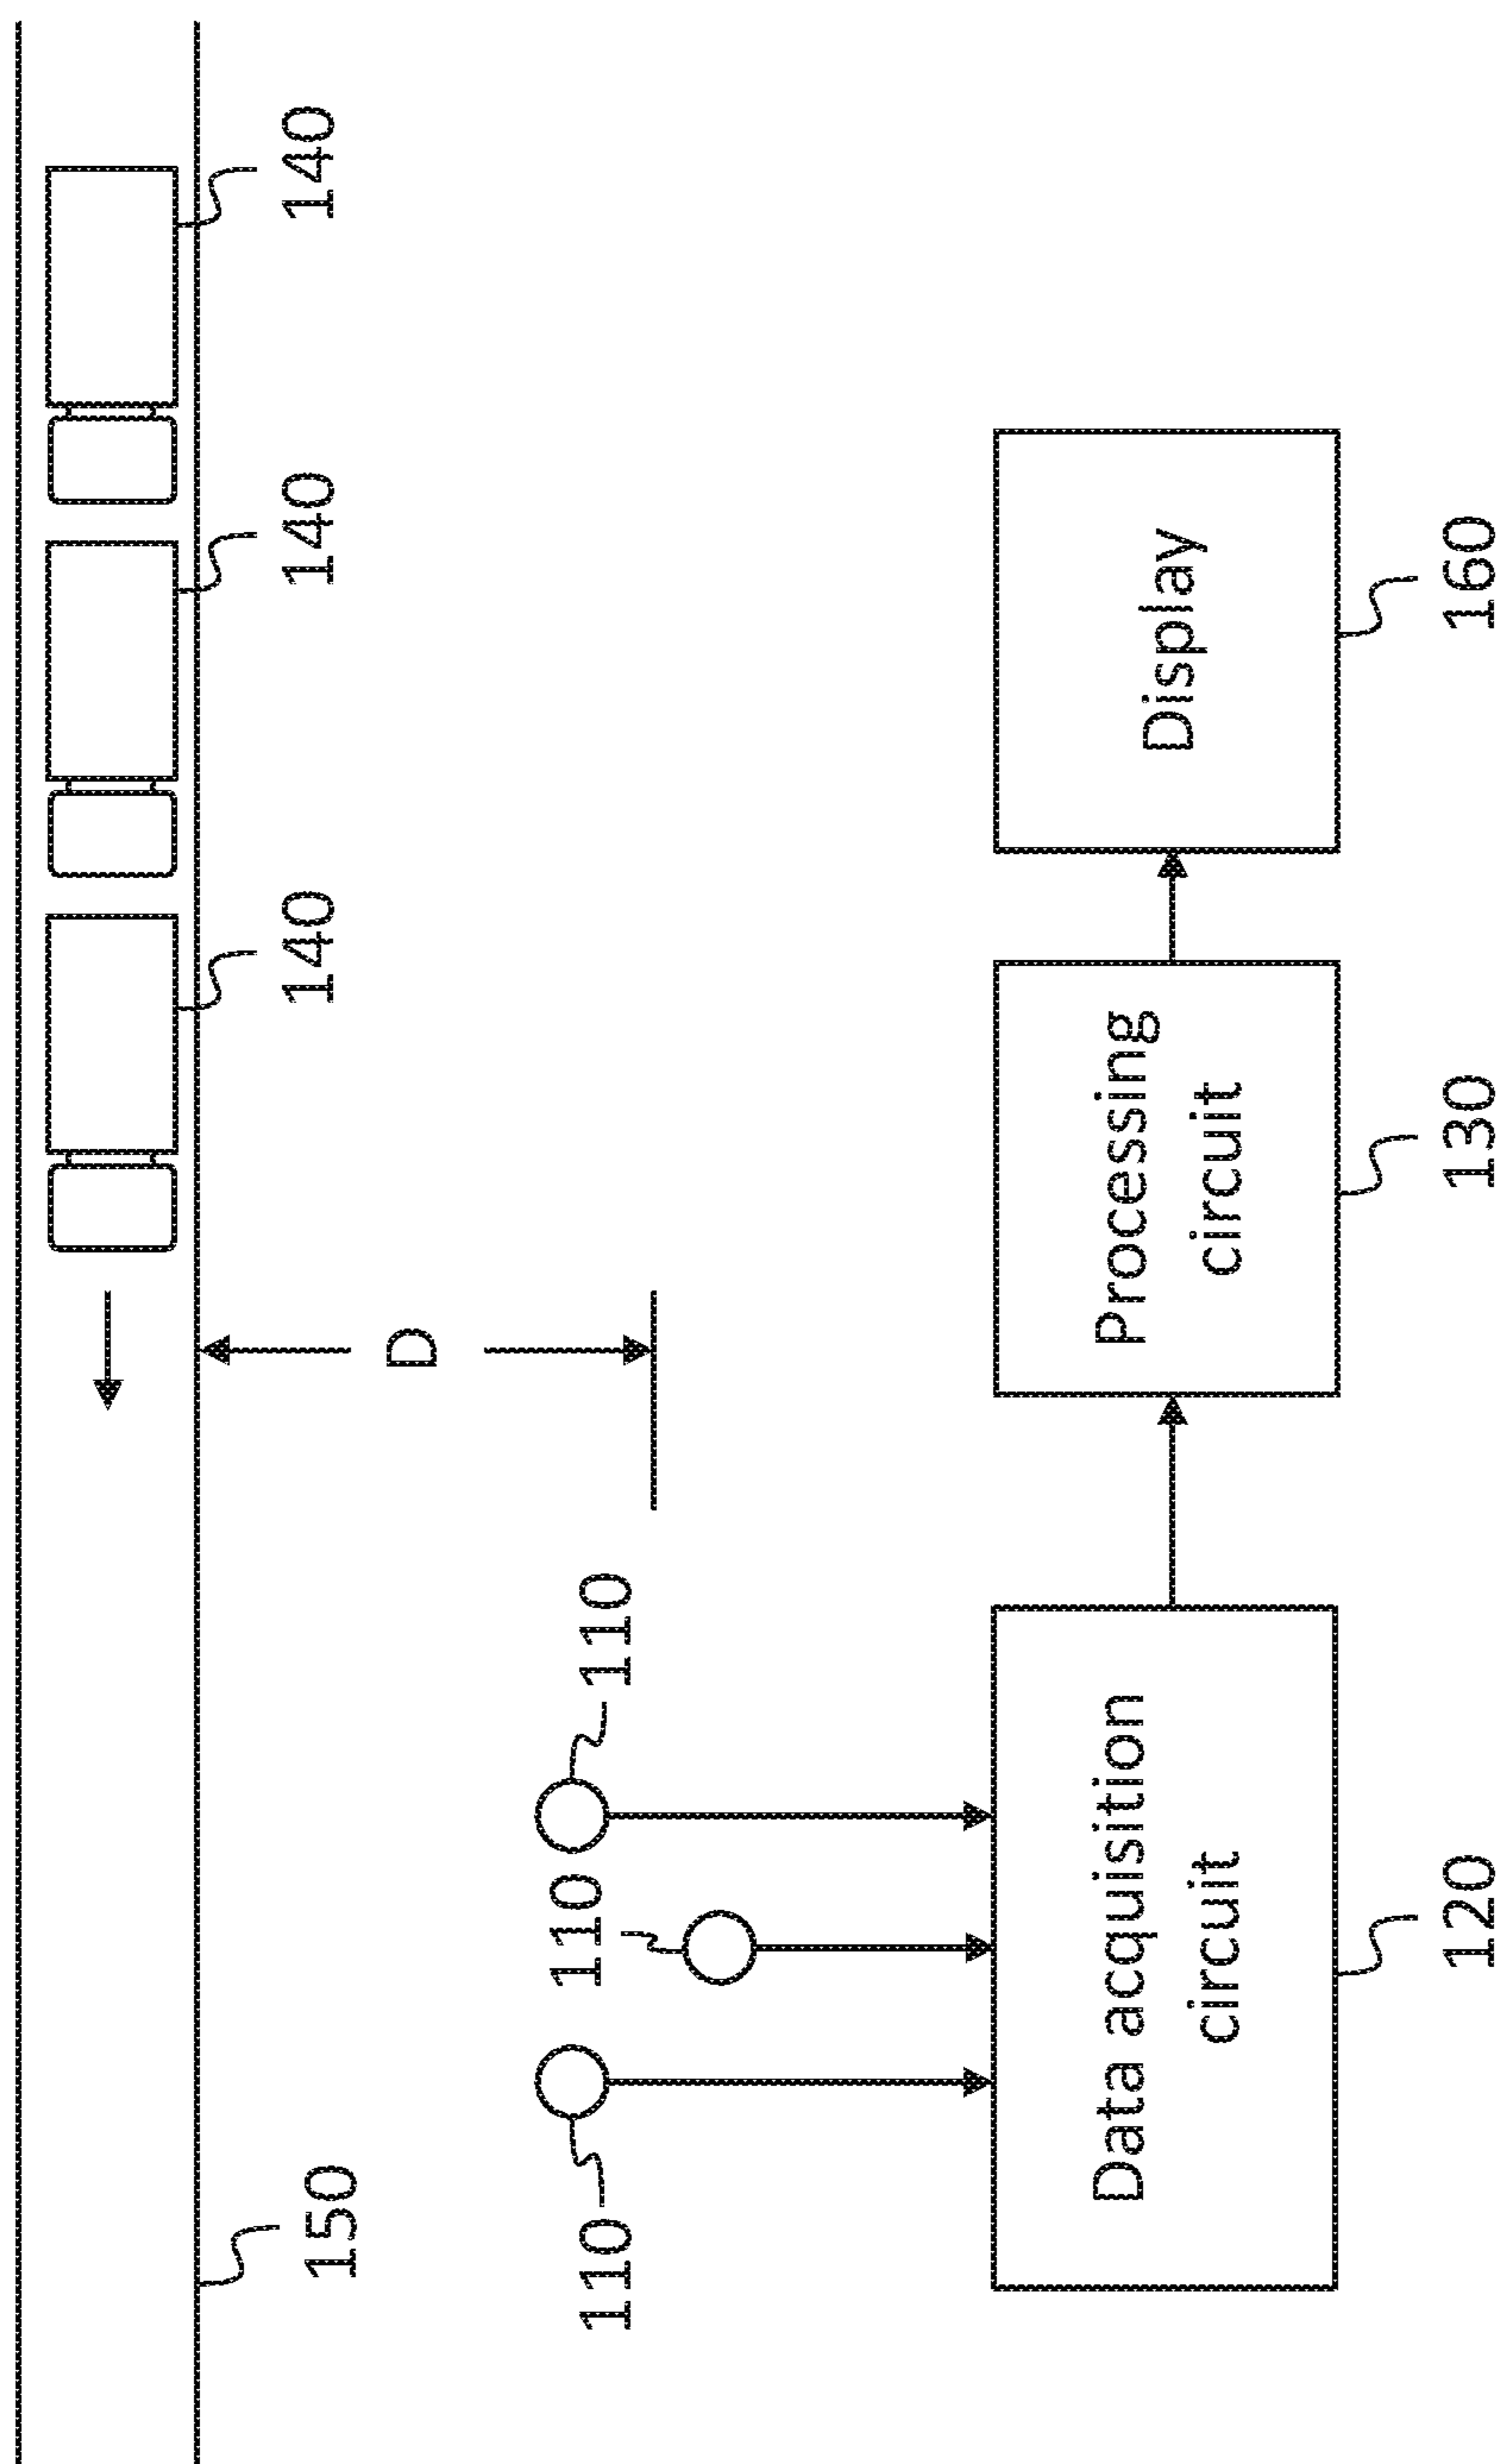 150
140
140
140
D
110
110
110
Data acquisition
circuit
Processing
circuit
Display
120
130
160